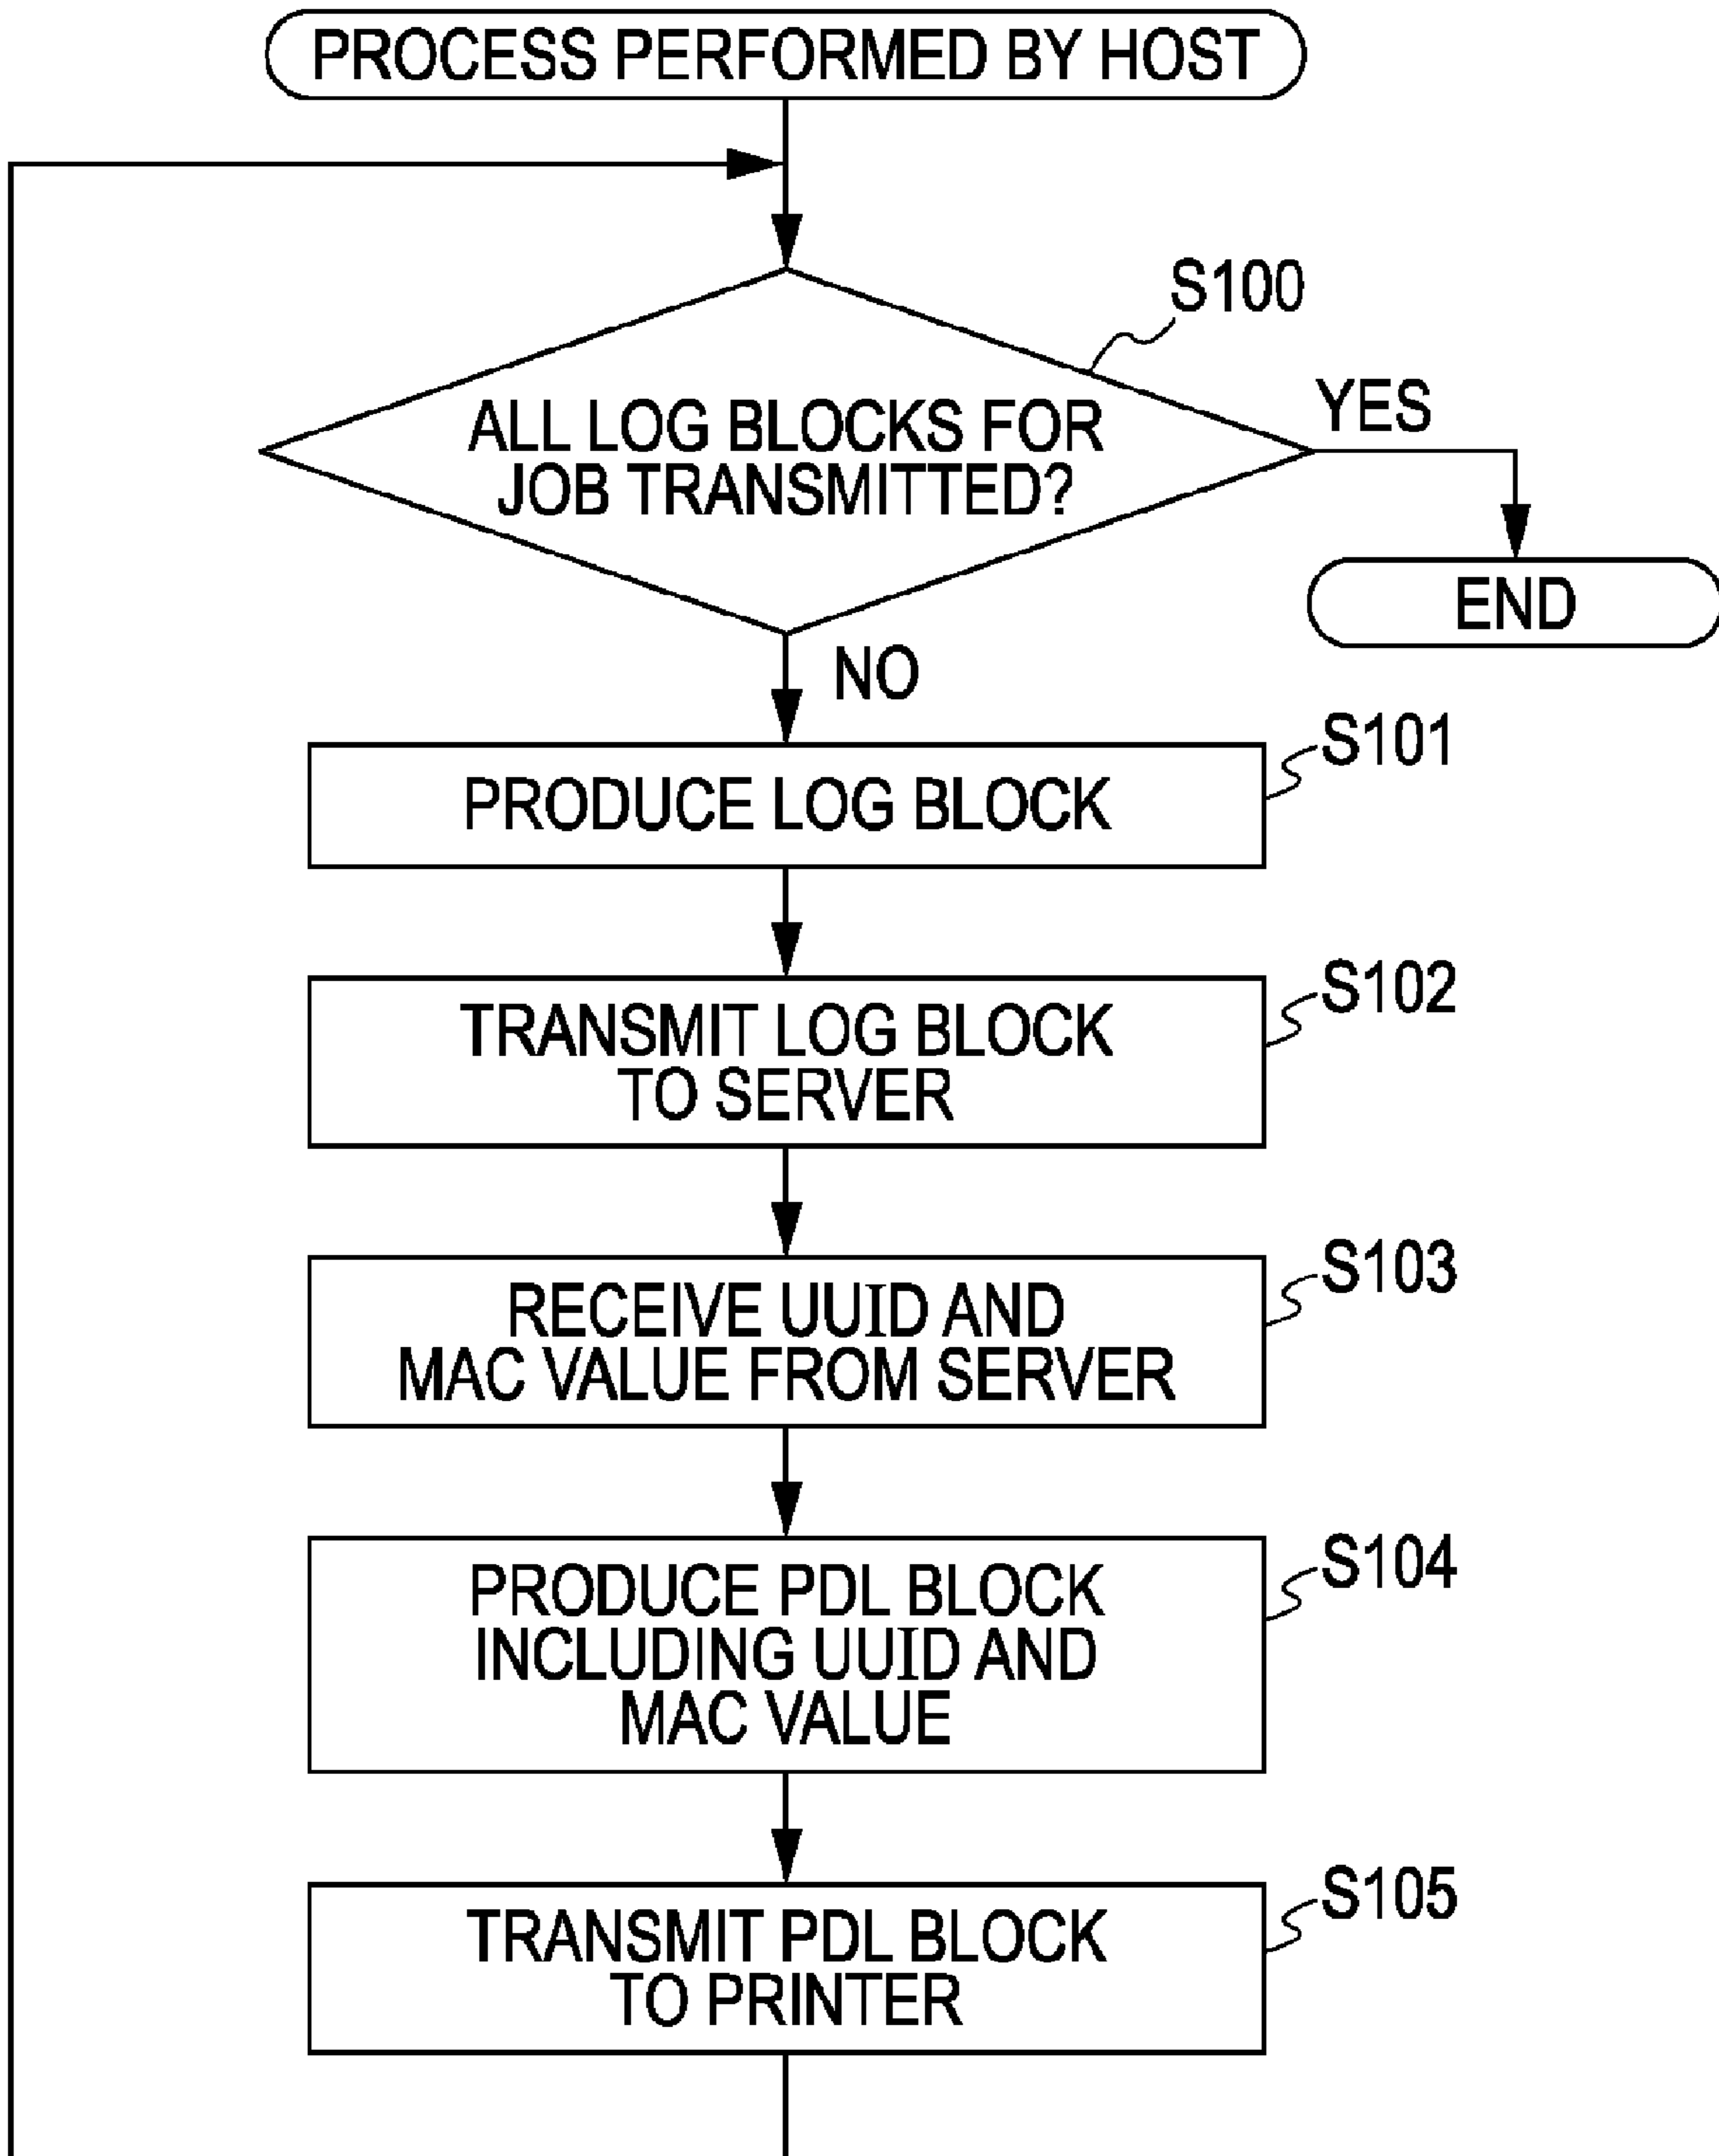 PROCESS PERFORMED BY HOST
S100
ALL LOG BLOCKS FOR
JOB TRANSMITTED?
YES
END
NO
S101
PRODUCE LOG BLOCK
S102
TRANSMIT LOG BLOCK
TO SERVER
S103
RECEIVE UUID AND
MAC VALUE FROM SERVER
S104
PRODUCE PDL BLOCK
INCLUDING UUID AND
MAC VALUE
S105
TRANSMIT PDL BLOCK
TO PRINTER